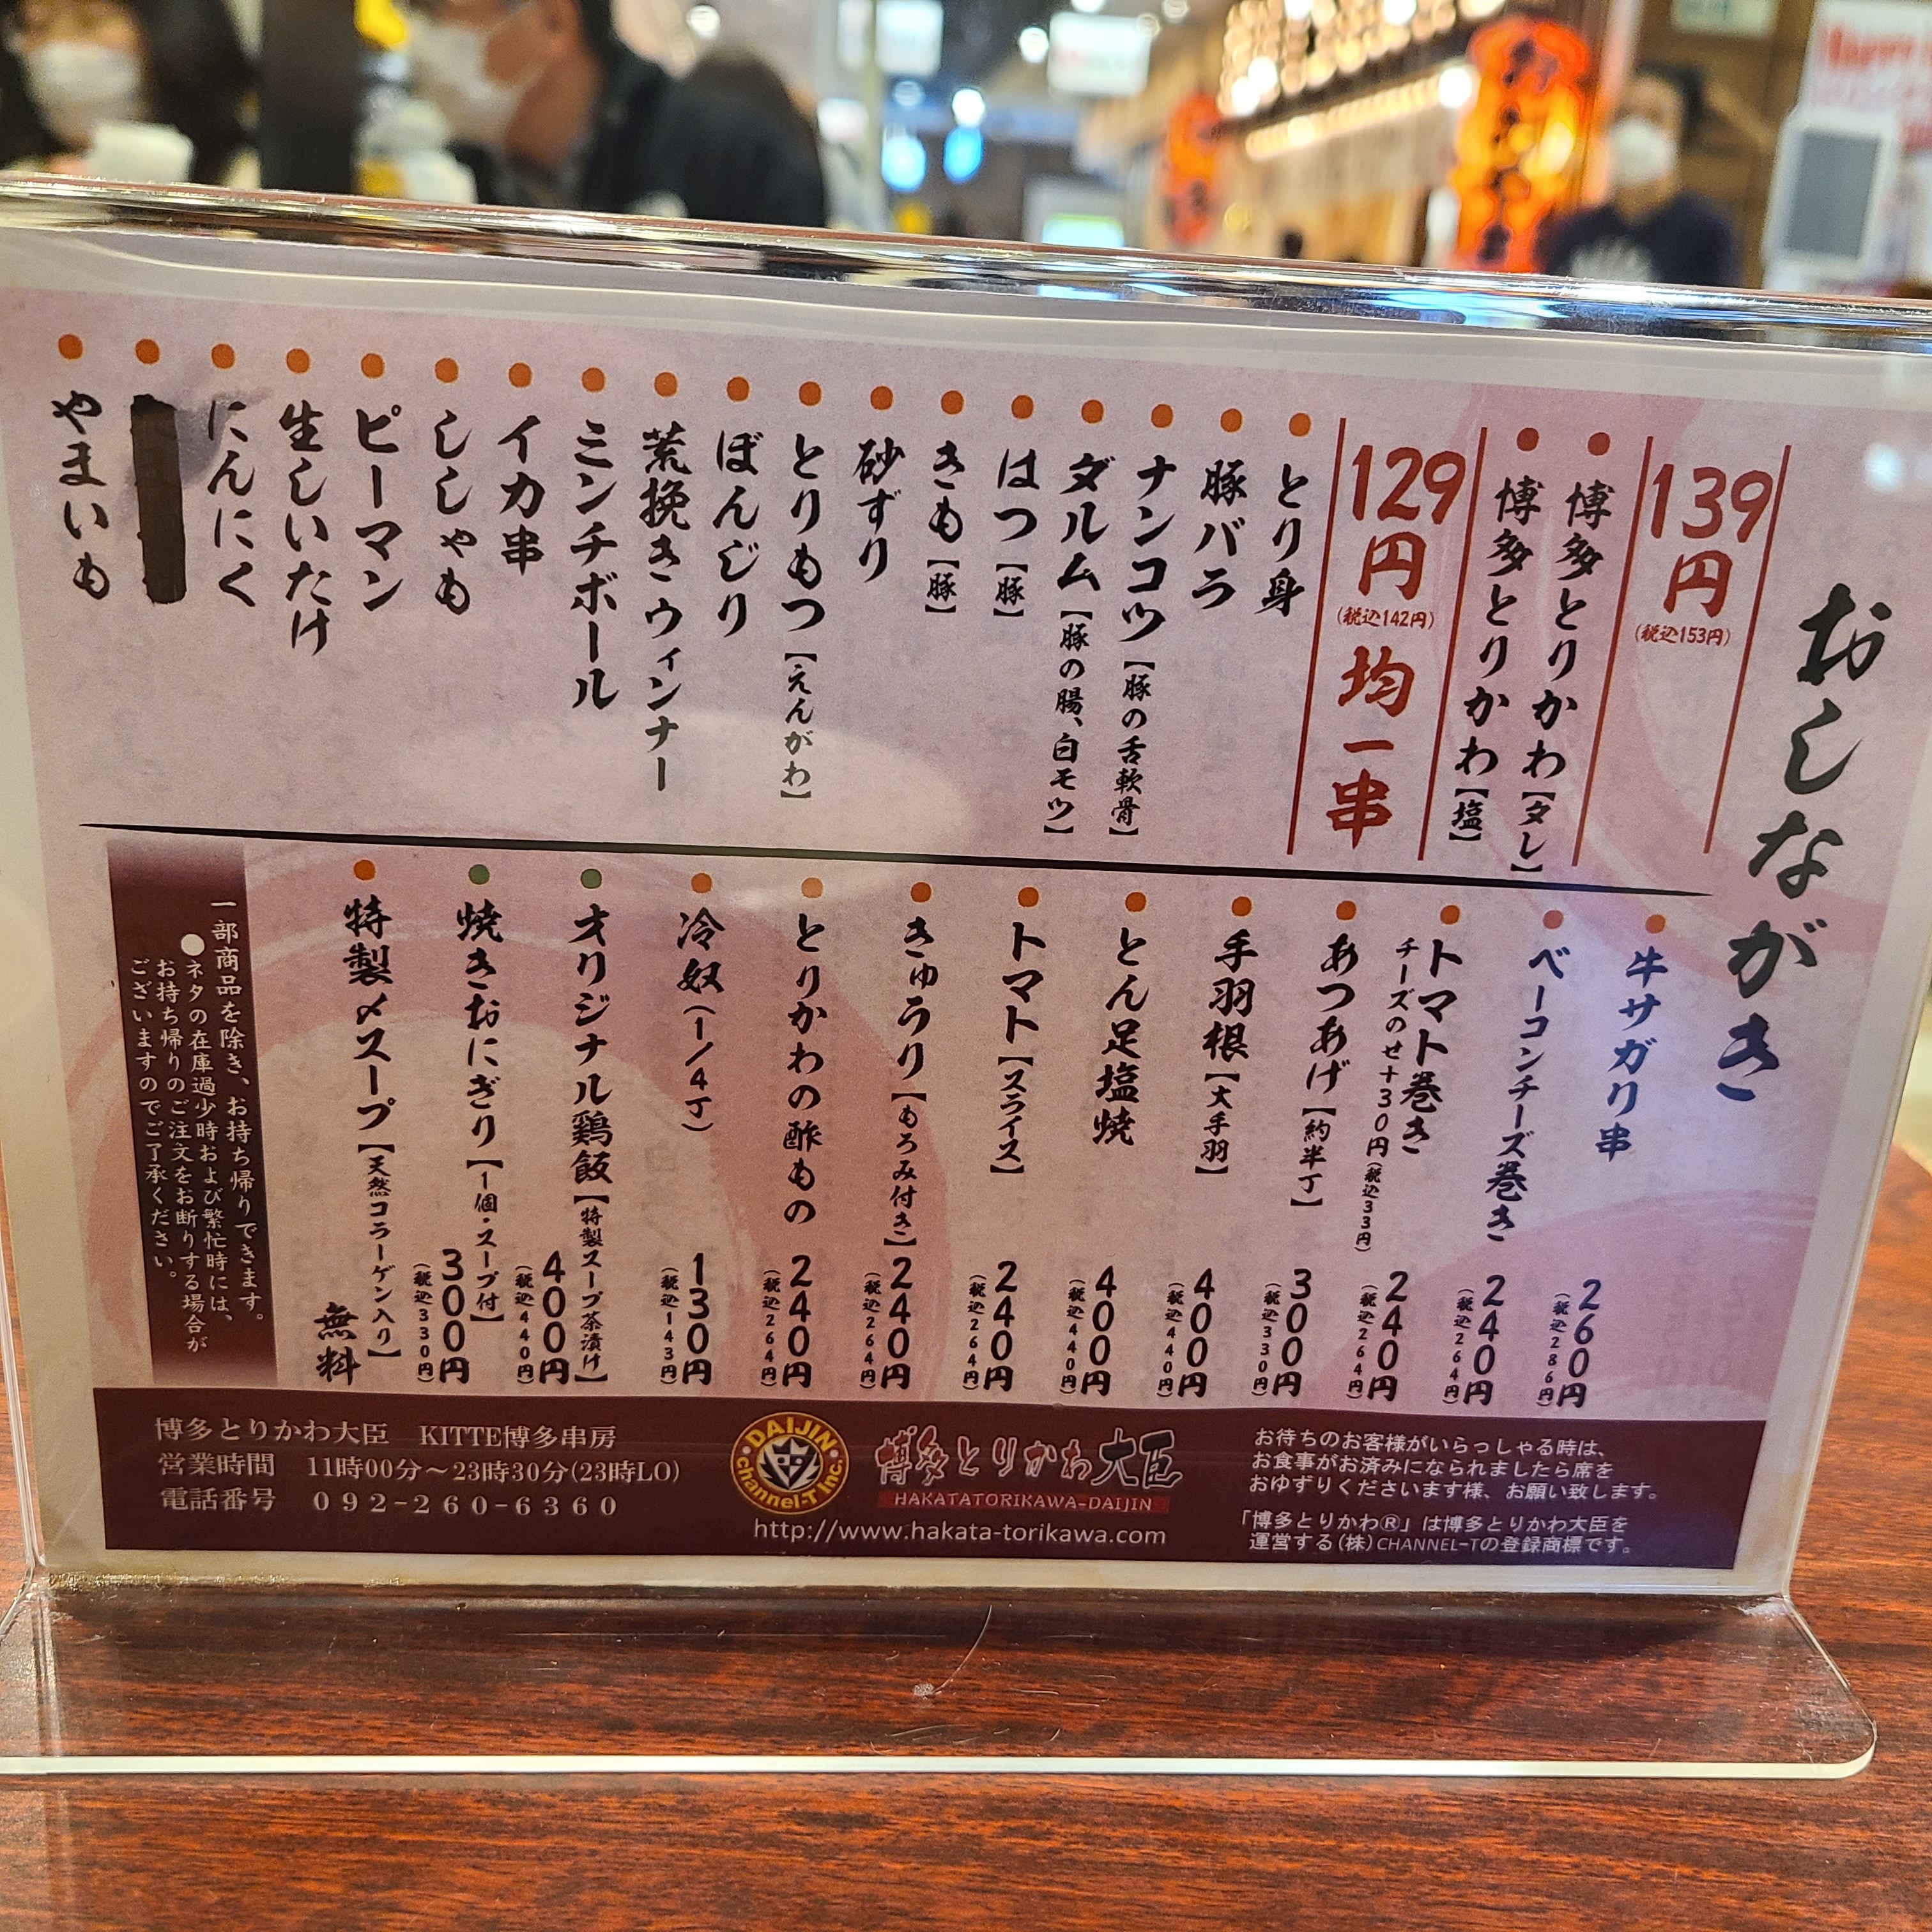 おしながき
139円
(税込153円)
博多とりかわ【タレ】
博多とりかわ【塩】
129円
(税込142円)
均一串
とり身
豚バラ
ナンコツ【豚の舌軟骨】
ダルム【豚の腸、白モツ】
はつ【豚】
きも【豚】
砂ずり
とりもつ【えんがわ】
ぼんじり
荒挽きウィンナー
ミンチボール
イカ串
ししゃも
ピーマン
生しいたけ
にんにく
やまいも
牛サガリ串 260円
(税込286円)
ベーコンチーズ巻き 240円
(税込264円)
トマト巻き 240円
(税込264円)
チーズのせ+30円(税込33円)
あつあげ【約半丁】 300円
(税込330円)
手羽根【大手羽】 400円
(税込440円)
とん足塩焼 400円
(税込440円)
トマト【スライス】 240円
(税込264円)
きゅうり【もろみ付き】 240円
(税込264円)
とりかわの酢もの 240円
(税込264円)
冷奴(1/4丁) 130円
(税込143円)
オリジナル鶏飯【特製スープ茶漬け】 400円
(税込440円)
焼きおにぎり【1個・スープ付】 300円
(税込330円)
特製〆スープ【天然コラーゲン入り】 無料
一部商品を除き、お持ち帰りできます。
●ネタの在庫過少時および繁忙時には、
お持ち帰りのご注文をお断りする場合が
ございますのでご了承ください。
博多とりかわ大臣 KITTE博多串房
営業時間 11時00分～23時30分(23時LO)
電話番号 092-260-6360
DAIJIN
channel-T Inc.
博多とりかわ大臣
HAKATATORIKAWA-DAIJIN
http://www.hakata-torikawa.com
お待ちのお客様がいらっしゃる時は、
お食事がお済みになられましたら席を
おゆずりくださいます様、お願い致します。
「博多とりかわ®」は博多とりかわ大臣を
運営する(株)CHANNEL-Tの登録商標です。